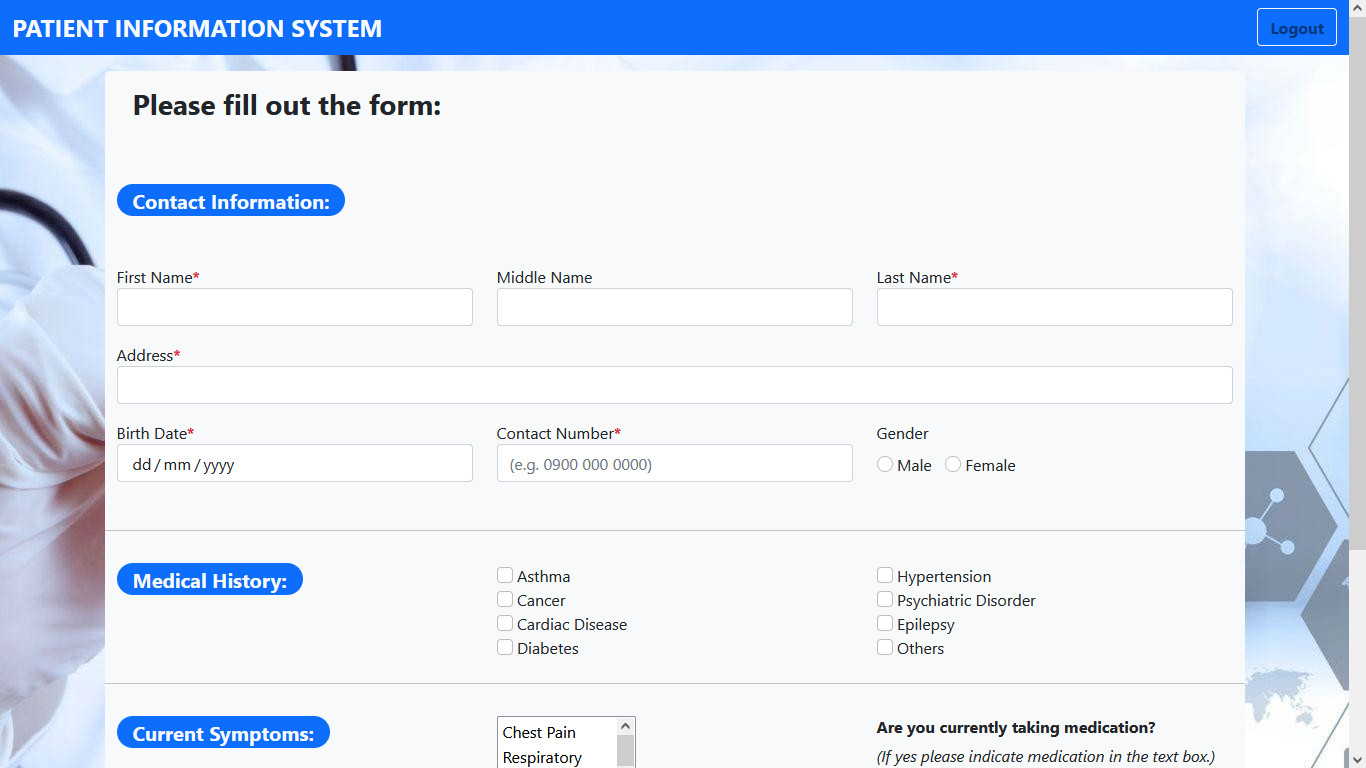 PATIENT INFORMATION SYSTEM Logout
Please fill out the form:
Contact Information:
First Name* Middle Name Last Name*
Address*
Birth Date* Contact Number* Gender
dd/mm/yyyy (e.g. 0900 000 0000) Male Female
Medical History: Asthma Hypertension
Cancer Psychiatric Disorder
Cardiac Disease Epilepsy
Diabetes Others
Current Symptoms: Chest Pain Are you currently taking medication?
Respiratory (If yes please indicate medication in the text box.)